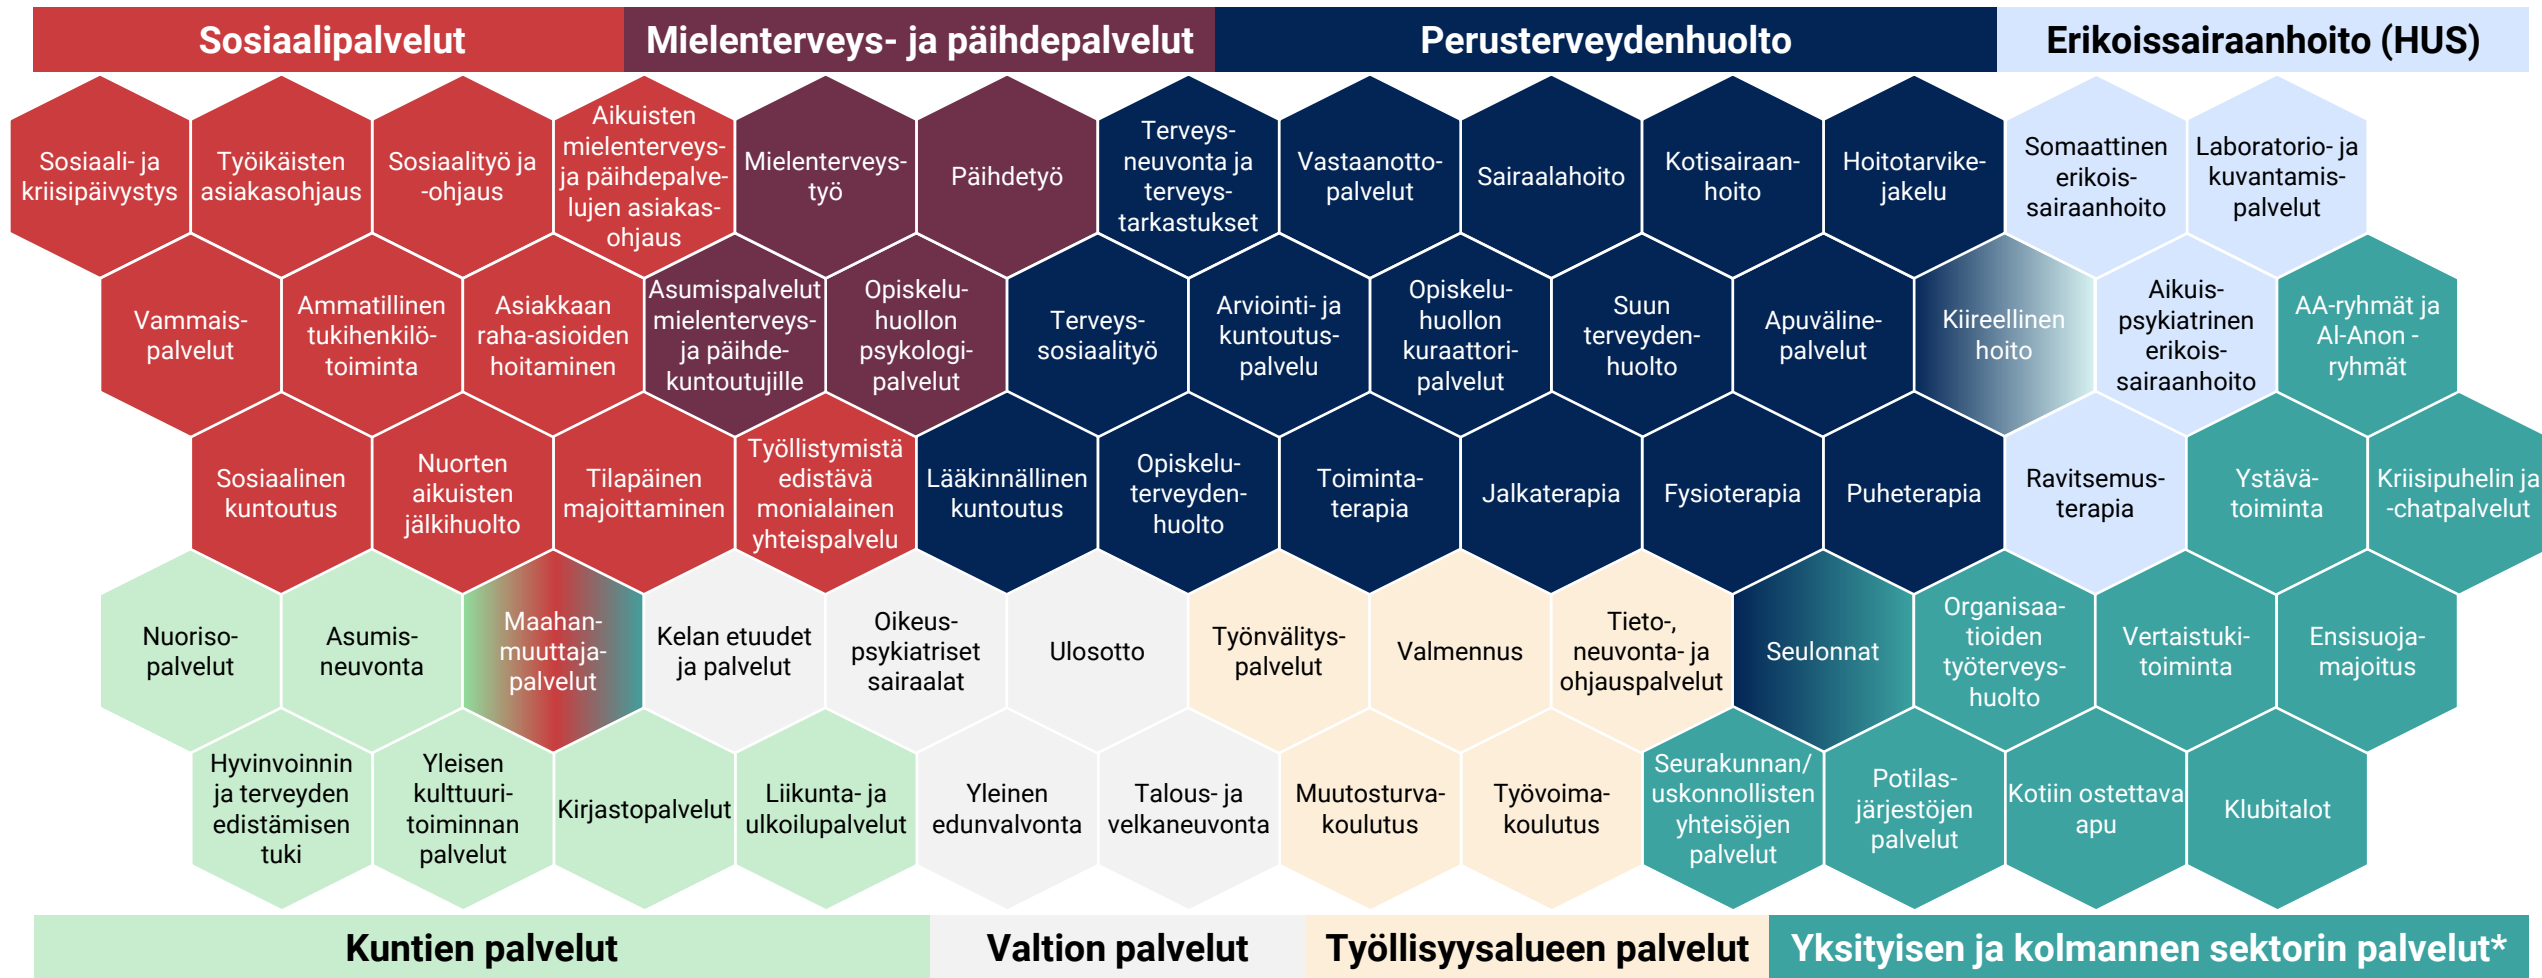 Sosiaalipalvelut
Mielenterveys- ja päihdepalvelut
Perusterveydenhuolto
Erikoissairaanhoito (HUS)
Sosiaali- ja
kriisipäivystys
Työikäisten
asiakasohjaus
Sosiaalityö ja
-ohjaus
Aikuisten
mielenterveys-
ja päihdepalve-
lujen asiakas-
ohjaus
Mielenterveys-
työ
Päihdetyö
Terveys-
neuvonta ja
terveys-
tarkastukset
Vastaanotto-
palvelut
Sairaalahoito
Kotisairaan-
hoito
Hoitotarvike-
jakelu
Somaattinen
erikois-
sairaanhoito
Laboratorio- ja
kuvantamis-
palvelut
Vammais-
palvelut
Ammatillinen
tukihenkilö-
toiminta
Asiakkaan
raha-asioiden
hoitaminen
Asumispalvelut
mielenterveys-
ja päihde-
kuntoutujille
Opiskelu-
huollon
psykologi-
palvelut
Terveys-
sosiaalityö
Arviointi- ja
kuntoutus-
palvelu
Opiskelu-
huollon
kuraattori-
palvelut
Suun
terveyden-
huolto
Apuväline-
palvelut
Kiireellinen
hoito
Aikuis-
psykiatrinen
erikois-
sairaanhoito
AA-ryhmät ja
Al-Anon -
ryhmät
Sosiaalinen
kuntoutus
Nuorten
aikuisten
jälkihuolto
Tilapäinen
majoittaminen
Työllistymistä
edistävä
monialainen
yhteispalvelu
Lääkinnällinen
kuntoutus
Opiskelu-
terveyden-
huolto
Toiminta-
terapia
Jalkaterapia
Fysioterapia
Puheterapia
Ravitsemus-
terapia
Ystävä-
toiminta
Kriisipuhelin ja
-chatpalvelut
Nuoriso-
palvelut
Asumis-
neuvonta
Maahan-
muuttaja-
palvelut
Kelan etuudet
ja palvelut
Oikeus-
psykiatriset
sairaalat
Ulosotto
Työnvälitys-
palvelut
Valmennus
Tieto-,
neuvonta- ja
ohjauspalvelut
Seulonnat
Organisaa-
tioiden
työterveys-
huolto
Vertaistuki-
toiminta
Ensisuoja-
majoitus
Hyvinvoinnin
ja terveyden
edistämisen
tuki
Yleisen
kulttuuri-
toiminnan
palvelut
Kirjastopalvelut
Liikunta- ja
ulkoilupalvelut
Yleinen
edunvalvonta
Talous- ja
velkaneuvonta
Muutosturva-
koulutus
Työvoima-
koulutus
Seurakunnan/
uskonnollisten
yhteisöjen
palvelut
Potilas-
järjestöjen
palvelut
Kotiin ostettava
apu
Klubitalot
Kuntien palvelut
Valtion palvelut
Työllisyysalueen palvelut
Yksityisen ja kolmannen sektorin palvelut*